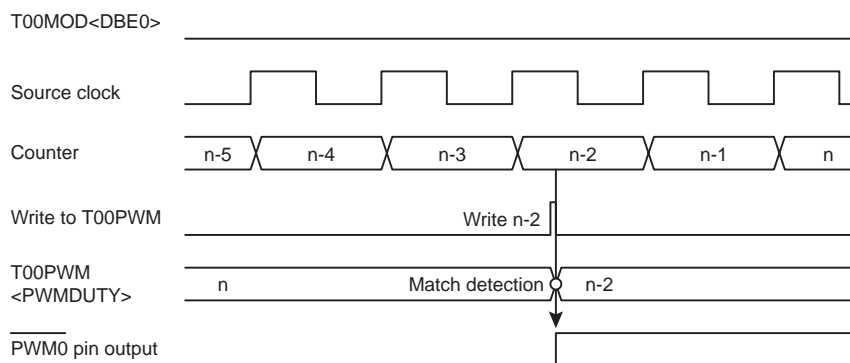 T00MOD<DBE0>
Source clock
Counter n-5 n-4 n-3 n-2 n-1 n
Write to T00PWM Write n-2
T00PWM
<PWMDUTY> n Match detection n-2
PWM0 pin output